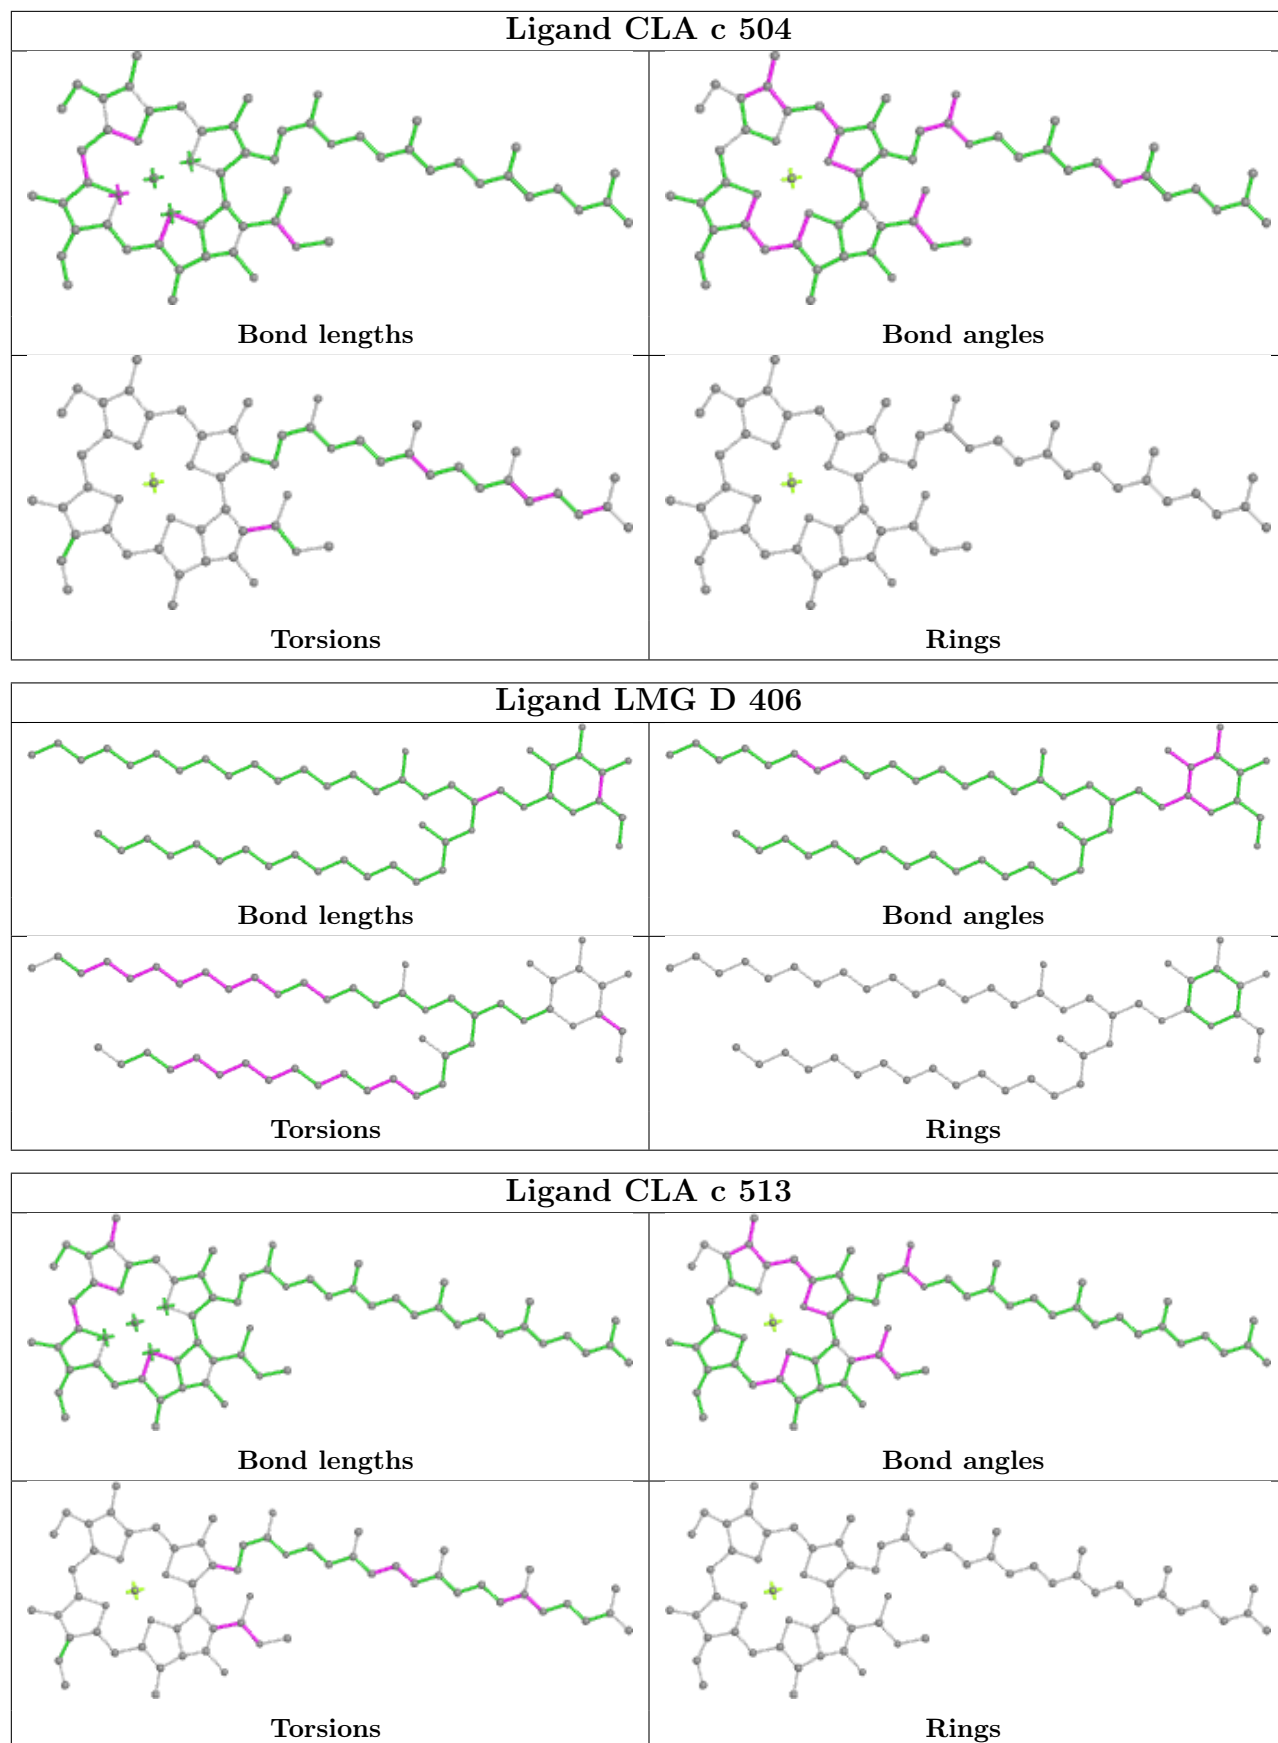 Ligand CLA c 504
Bond lengths
Bond angles
Torsions
Rings
Ligand LMG D 406
Bond lengths
Bond angles
Torsions
Rings
Ligand CLA c 513
Bond lengths
Bond angles
Torsions
Rings